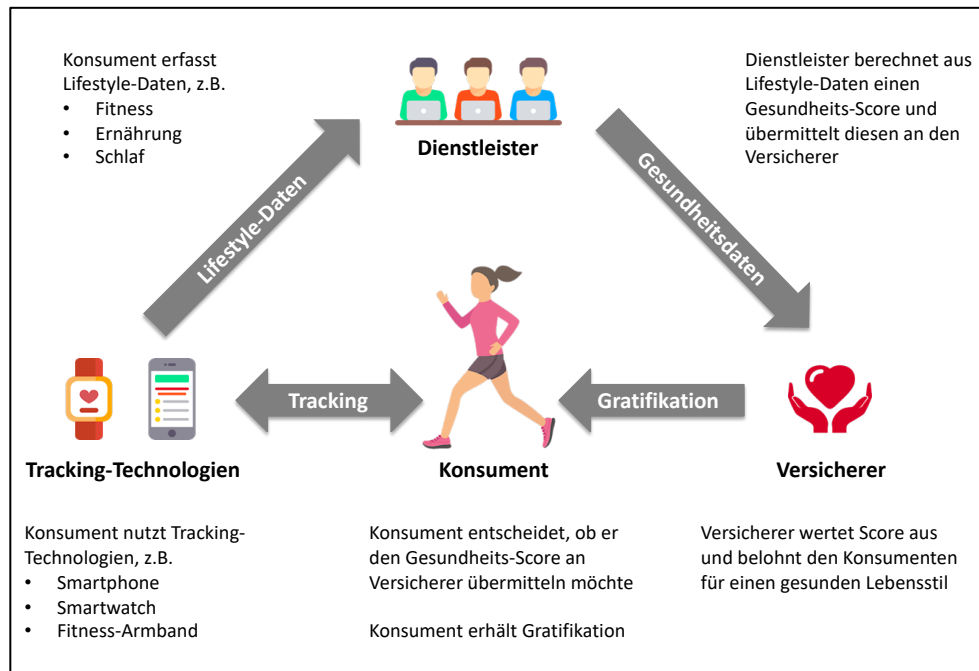 Konsument erfasst
Lifestyle-Daten, z.B.
• Fitness
• Ernährung
• Schlaf
Dienstleister
Dienstleister berechnet aus
Lifestyle-Daten einen
Gesundheits-Score und
übermittelt diesen an den
Versicherer
Lifestyle-Daten
Gesundheitsdaten
Tracking
Gratifikation
Tracking-Technologien
Konsument
Versicherer
Konsument nutzt Tracking-
Technologien, z.B.
• Smartphone
• Smartwatch
• Fitness-Armband
Konsument entscheidet, ob er
den Gesundheits-Score an
Versicherer übermitteln möchte
Konsument erhält Gratifikation
Versicherer wertet Score aus
und belohnt den Konsumenten
für einen gesunden Lebensstil